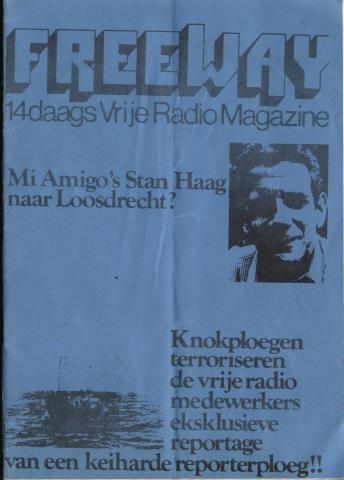 FREEWAY
14daags Vrije Radio Magazine
Mi Amigo's Stan Haag
naar Loosdrecht?
Knokploegen
terroriseren
de vrije radio
medewerkers
eksklusieve
reportage
van een keiharde reporterploeg!!